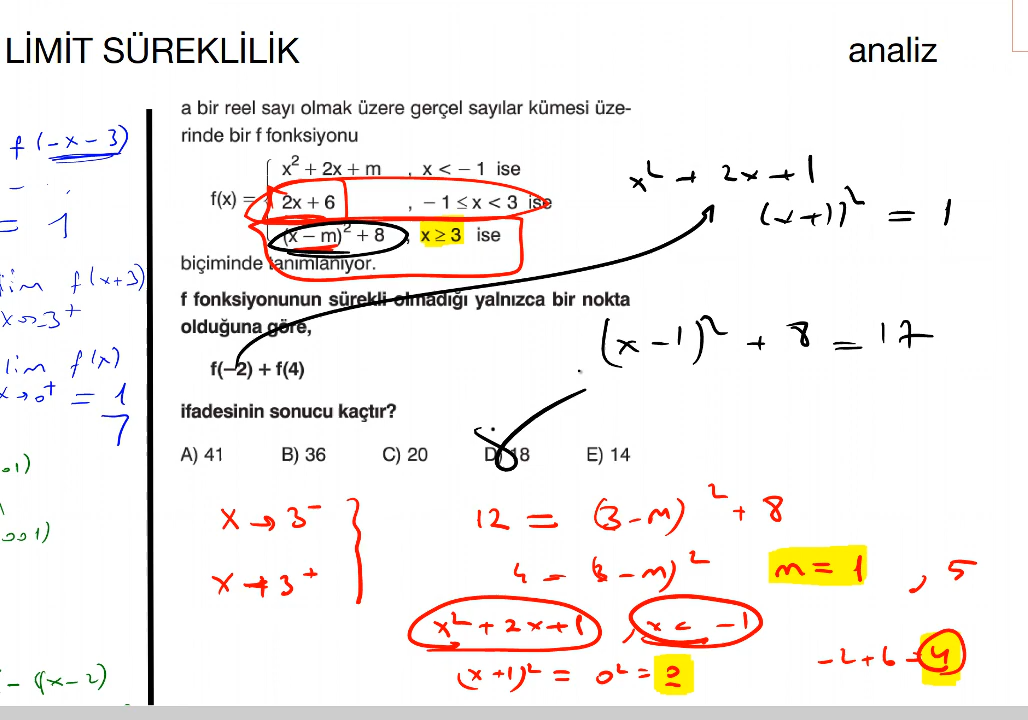 LİMİT SÜREKLİLİK
analiz
f(-x-3)
= 1
lim f(x+3)
x→-3⁺
lim f(x)
x→0⁺ = 1
7
- (x-2)
a bir reel sayı olmak üzere gerçel sayılar kümesi üze-
rinde bir f fonksiyonu
x² + 2x + m , x < – 1 ise
f(x) = 2x + 6 , – 1 ≤ x < 3 ise
(x – m)² + 8 , x ≥ 3 ise
biçiminde tanımlanıyor.
f fonksiyonunun sürekli olmadığı yalnızca bir nokta
olduğuna göre,
f(–2) + f(4)
ifadesinin sonucu kaçtır?
A) 41 B) 36 C) 20 D) 18 E) 14
x² + 2x + 1
(x+1)² = 1
(x-1)² + 8 = 17
x→3⁻
x→3⁺
12 = (3-m)² + 8
4 = (3-m)² m = 1 , 5
x² + 2x + 1 , x < -1
(x+1)² = 0² =
-2+6 = 4